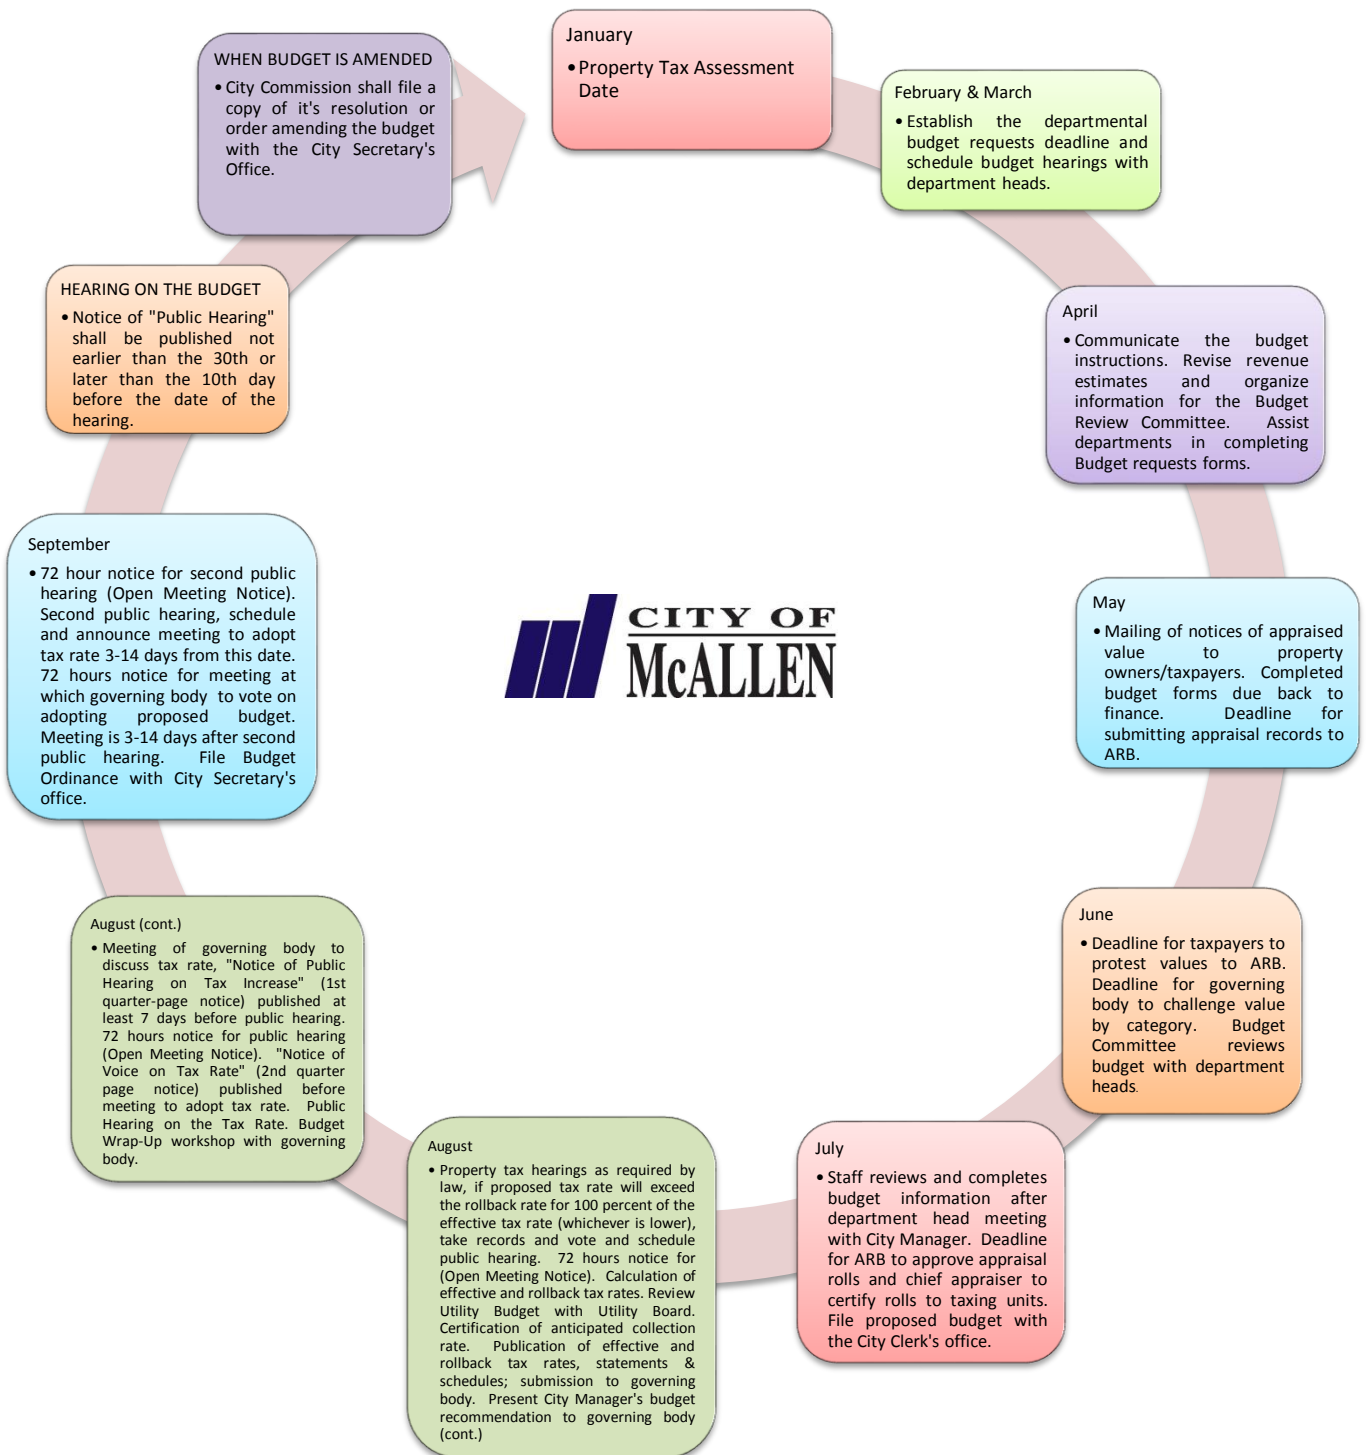 January
• Property Tax Assessment
Date
February & March
• Establish the departmental
budget requests deadline and
schedule budget hearings with
department heads.
April
• Communicate the budget
instructions. Revise revenue
estimates and organize
information for the Budget
Review Committee. Assist
departments in completing
Budget requests forms.
May
• Mailing of notices of appraised
value to property
owners/taxpayers. Completed
budget forms due back to
finance. Deadline for
submitting appraisal records to
ARB.
June
• Deadline for taxpayers to
protest values to ARB.
Deadline for governing
body to challenge value
by category. Budget
Committee reviews
budget with department
heads.
July
• Staff reviews and completes
budget information after
department head meeting
with City Manager. Deadline
for ARB to approve appraisal
rolls and chief appraiser to
certify rolls to taxing units.
File proposed budget with
the City Clerk's office.
August
• Property tax hearings as required by
law, if proposed tax rate will exceed
the rollback rate for 100 percent of the
effective tax rate (whichever is lower),
take records and vote and schedule
public hearing. 72 hours notice for
(Open Meeting Notice). Calculation of
effective and rollback tax rates. Review
Utility Budget with Utility Board.
Certification of anticipated collection
rate. Publication of effective and
rollback tax rates, statements &
schedules; submission to governing
body. Present City Manager's budget
recommendation to governing body
(cont.)
August (cont.)
• Meeting of governing body to
discuss tax rate, "Notice of Public
Hearing on Tax Increase" (1st
quarter-page notice) published at
least 7 days before public hearing.
72 hours notice for public hearing
(Open Meeting Notice). "Notice of
Voice on Tax Rate" (2nd quarter
page notice) published before
meeting to adopt tax rate. Public
Hearing on the Tax Rate. Budget
Wrap-Up workshop with governing
body.
September
• 72 hour notice for second public
hearing (Open Meeting Notice).
Second public hearing, schedule
and announce meeting to adopt
tax rate 3-14 days from this date.
72 hours notice for meeting at
which governing body to vote on
adopting proposed budget.
Meeting is 3-14 days after second
public hearing. File Budget
Ordinance with City Secretary's
office.
HEARING ON THE BUDGET
• Notice of "Public Hearing"
shall be published not
earlier than the 30th or
later than the 10th day
before the date of the
hearing.
WHEN BUDGET IS AMENDED
• City Commission shall file a
copy of it's resolution or
order amending the budget
with the City Secretary's
Office.
CITY OF
McALLEN